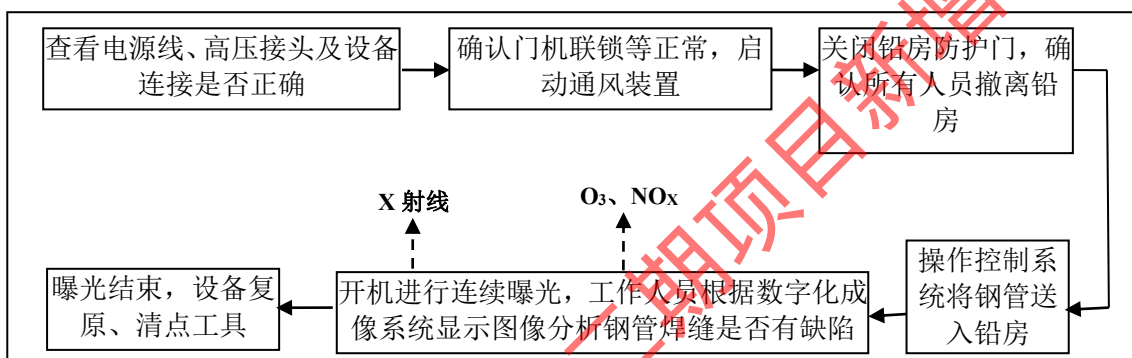 查看电源线、高压接头及设备
连接是否正确
确认门机联锁等正常，启
动通风装置
关闭铅房防护门，确
认所有人员撤离铅
房
操作控制系
统将钢管送
入铅房
X 射线
O₃、NOX
开机进行连续曝光，工作人员根据数字化成
像系统显示图像分析钢管焊缝是否有缺陷
曝光结束，设备复
原、清点工具
二期项目新增